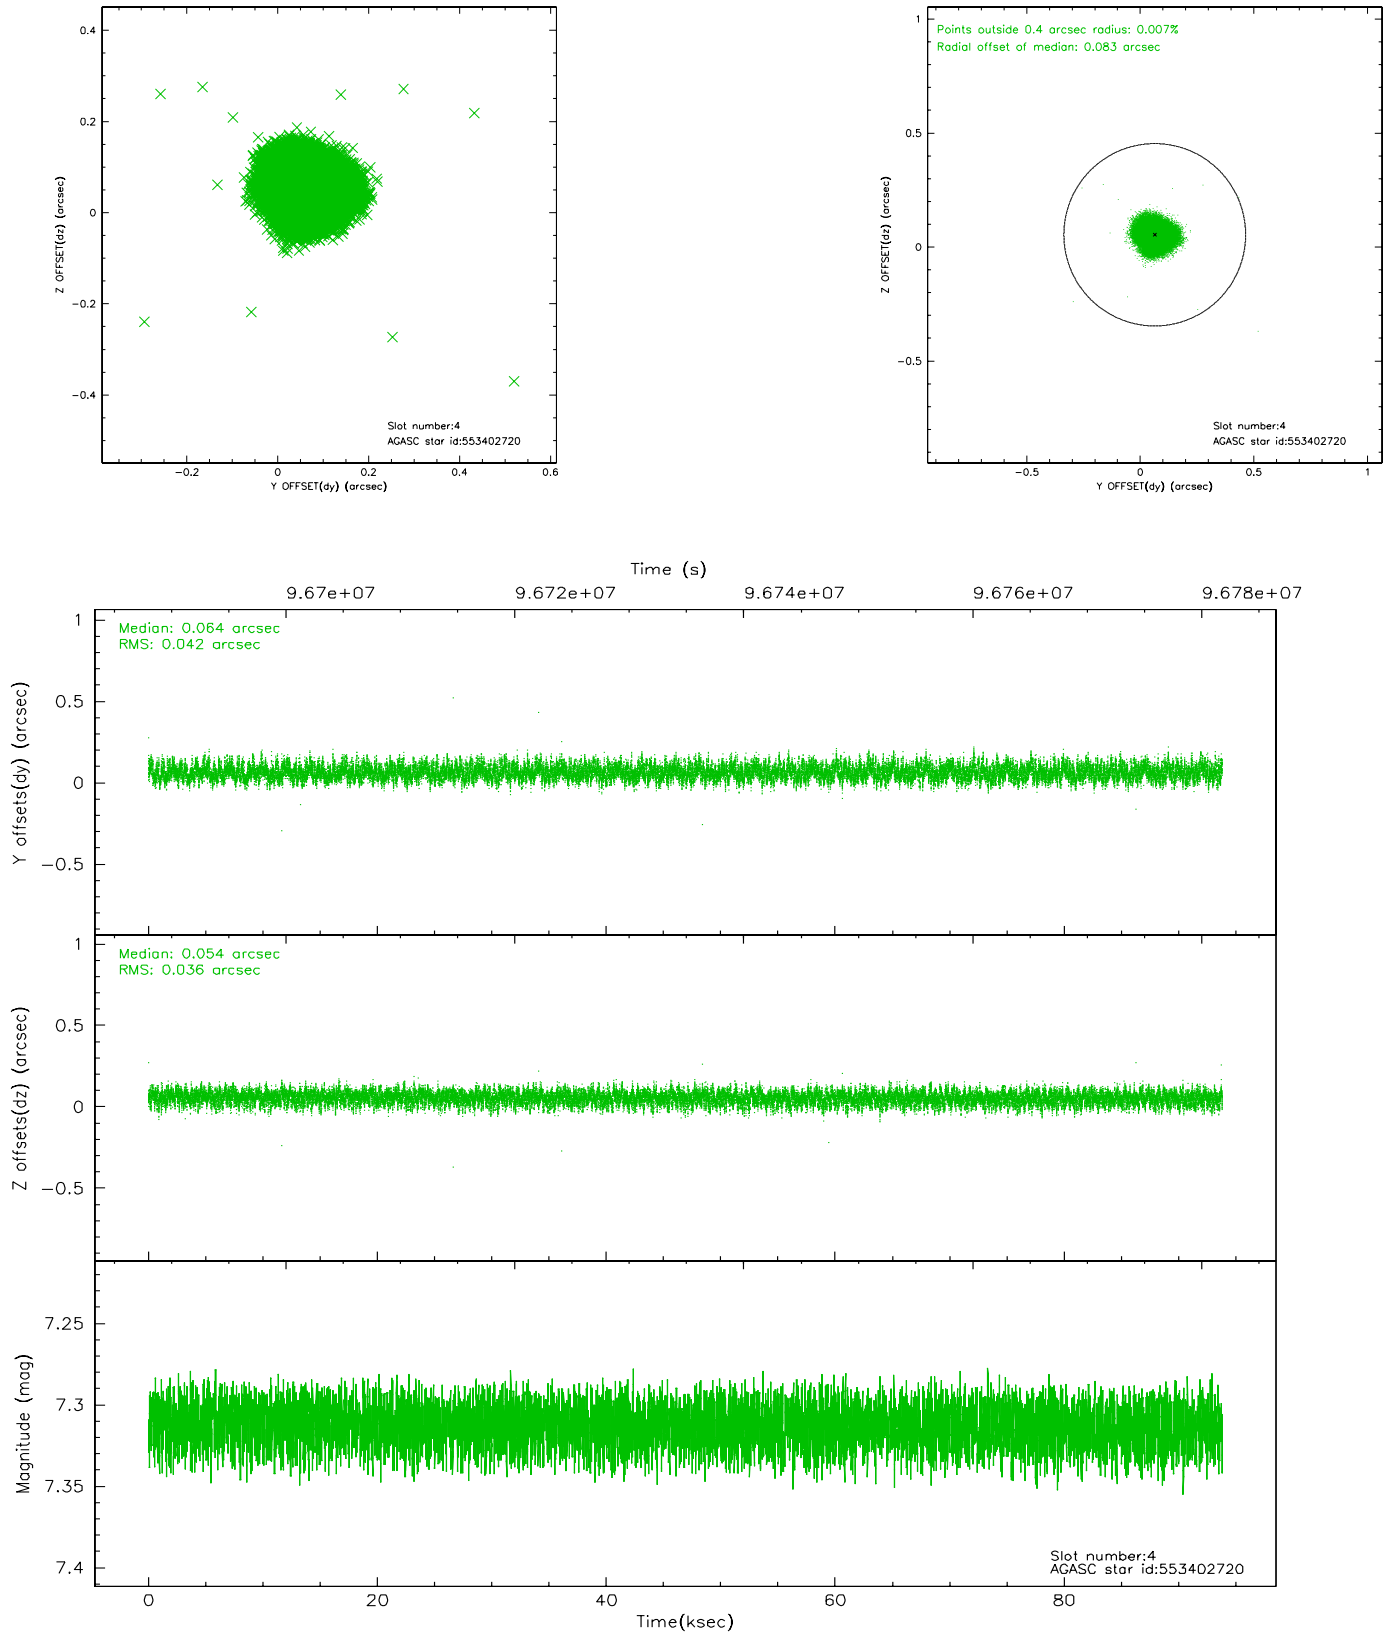 0.4
0.2
0
−0.2
−0.4
Z OFFSET(dz) (arcsec)
Slot number:4
AGASC star id:553402720
−0.2 0 0.2 0.4 0.6
Y OFFSET(dy) (arcsec)
1
0.5
0
−0.5
Z OFFSET(dz) (arcsec)
Points outside 0.4 arcsec radius: 0.007%
Radial offset of median: 0.083 arcsec
Slot number:4
AGASC star id:553402720
−0.5 0 0.5 1
Y OFFSET(dy) (arcsec)
Time (s)
9.67e+07 9.672e+07 9.674e+07 9.676e+07 9.678e+07
Median: 0.064 arcsec
RMS: 0.042 arcsec
1
0.5
0
−0.5
Y offsets(dy) (arcsec)
Median: 0.054 arcsec
RMS: 0.036 arcsec
1
0.5
0
−0.5
Z offsets(dz) (arcsec)
7.25
7.3
7.35
7.4
Magnitude (mag)
Slot number:4
AGASC star id:553402720
0 20 40 60 80
Time(ksec)